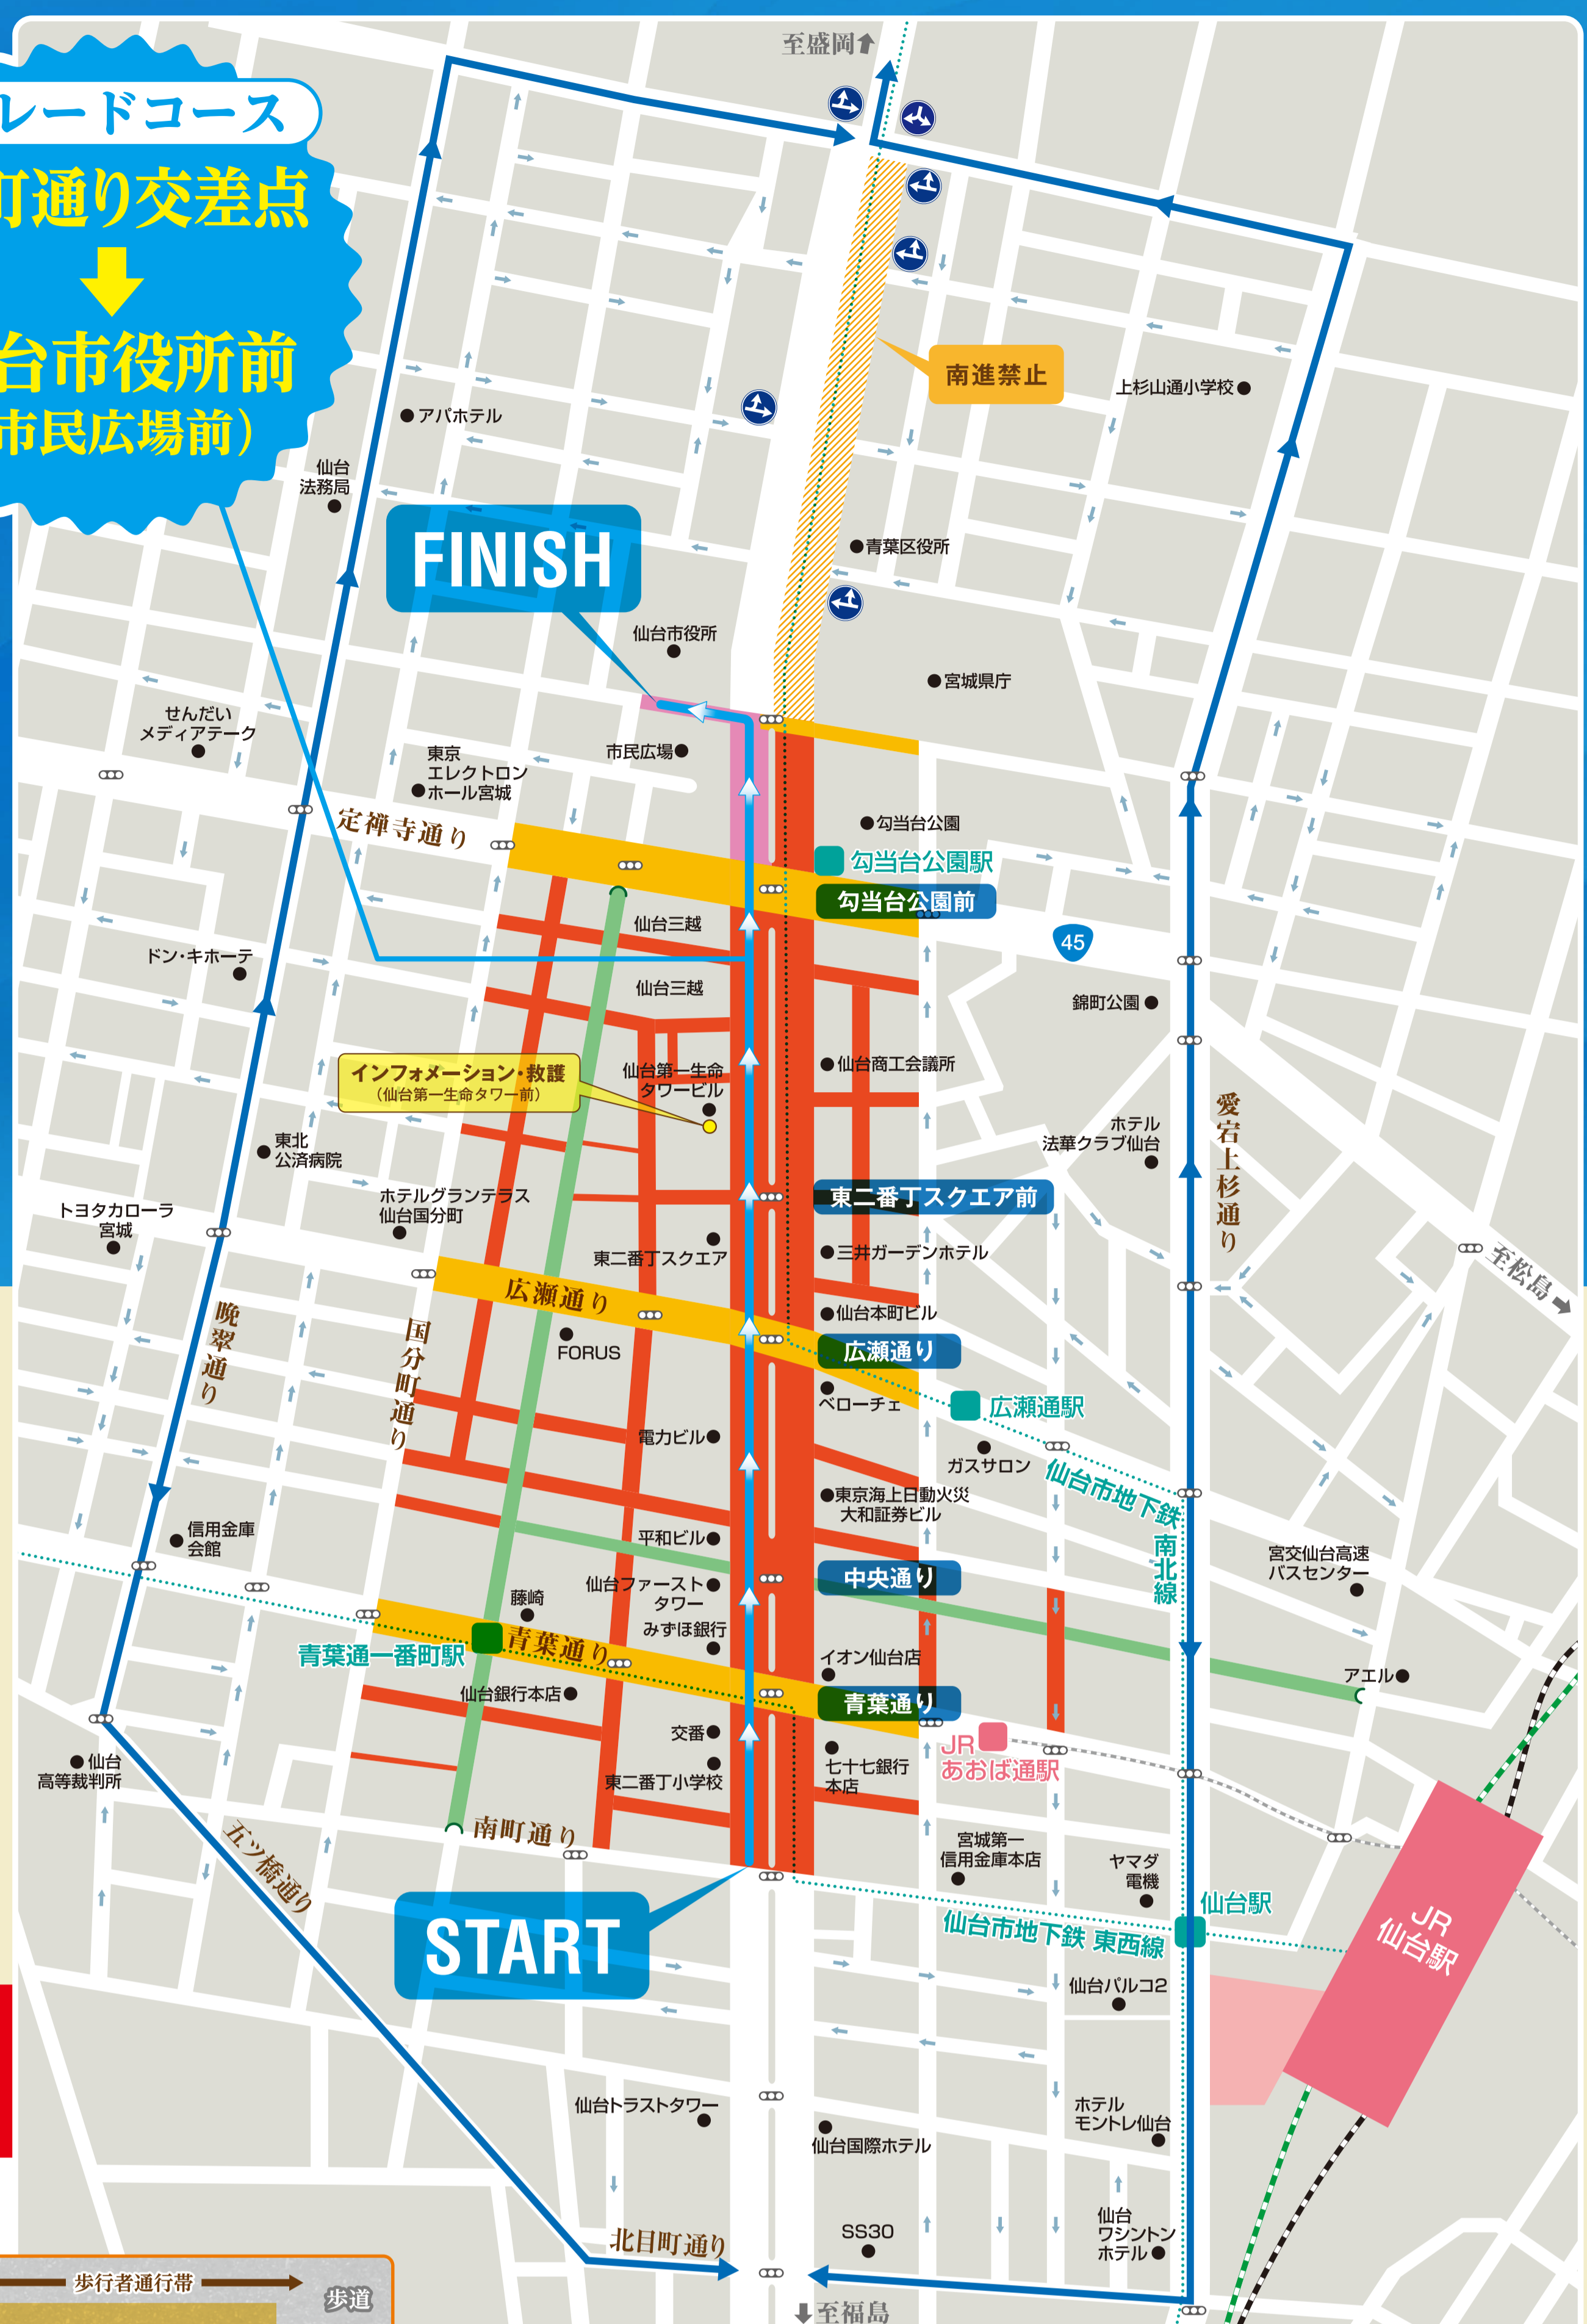 至盛岡
レードコース
町通り交差点
台市役所前
市民広場前）
南進禁止
上杉山通小学校
アパホテル
仙台
法務局
FINISH
青葉区役所
仙台市役所
宮城県庁
せんだい
メディアテーク
東京
エレクトロン
ホール宮城
市民広場
定禅寺通り
勾当台公園
勾当台公園駅
勾当台公園前
仙台三越
45
ドン・キホーテ
仙台三越
錦町公園
インフォメーション・救護
（仙台第一生命タワー前）
仙台第一生命
タワービル
仙台商工会議所
愛宕上杉通り
ホテル
法華クラブ仙台
東北
公済病院
トヨタカローラ
宮城
ホテルグランテラス
仙台国分町
東二番丁スクエア前
東二番丁スクエア
三井ガーデンホテル
至松島
広瀬通り
仙台本町ビル
晩翠通り
国分町通り
FORUS
広瀬通り
ベローチェ
広瀬通駅
電力ビル
ガスサロン
仙台市地下鉄
南北線
東京海上日動火災
大和証券ビル
信用金庫
会館
平和ビル
宮交仙台高速
バスセンター
仙台ファースト
タワー
中央通り
藤崎
みずほ銀行
青葉通一番町駅
青葉通り
イオン仙台店
アエル
仙台銀行本店
青葉通り
交番
JR
あおば通駅
仙台
高等裁判所
東二番丁小学校
七十七銀行
本店
南町通り
五ツ橋通り
宮城第一
信用金庫本店
ヤマダ
電機
仙台駅
START
仙台市地下鉄 東西線
JR
仙台駅
仙台パルコ2
仙台トラストタワー
ホテル
モントレ仙台
仙台国際ホテル
仙台
ワシントン
ホテル
北目町通り
SS30
歩行者通行帯
歩道
至福島